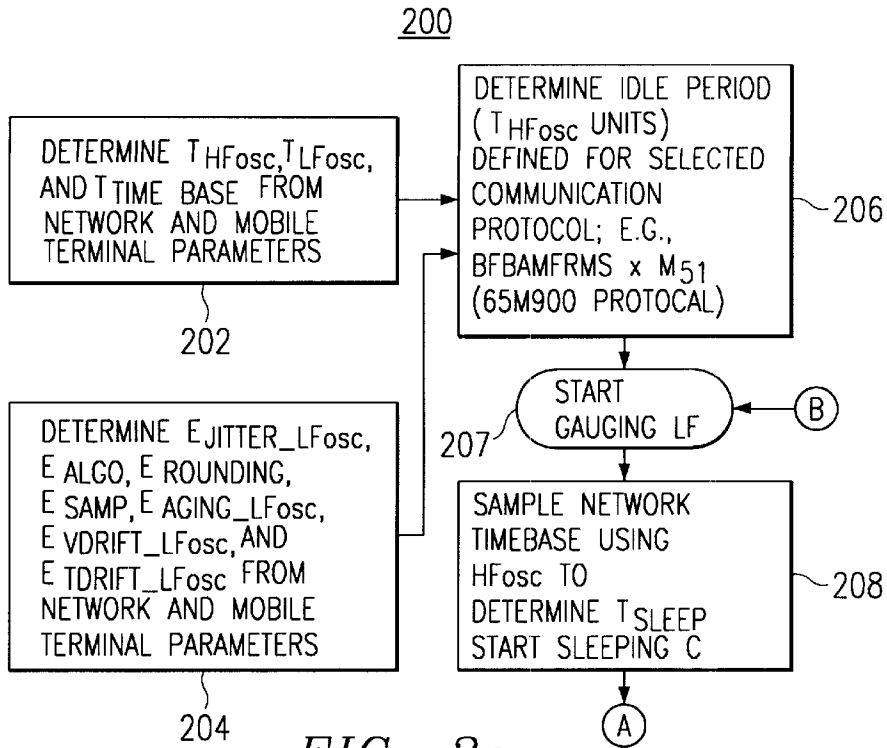 200
DETERMINE THFosc, TLFosc,
AND TTIME BASE FROM
NETWORK AND MOBILE
TERMINAL PARAMETERS
202
DETERMINE EJITTER_LFosc,
E ALGO, E ROUNDING,
E SAMP, E AGING_LFosc,
E VDRIFT_LFosc, AND
E TDRIFT_LFosc FROM
NETWORK AND MOBILE
TERMINAL PARAMETERS
204
DETERMINE IDLE PERIOD
(THFosc UNITS)
DEFINED FOR SELECTED
COMMUNICATION
PROTOCOL; E.G.,
BFBAMFRMS x M51
(65M900 PROTOCAL)
206
START
GAUGING LF
207
B
SAMPLE NETWORK
TIMEBASE USING
HFosc TO
DETERMINE TSLEEP
START SLEEPING C
208
A